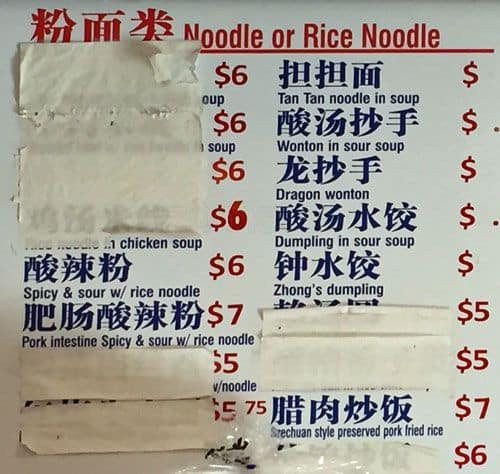 粉面类 Noodle or Rice Noodle
$6
oup
$6
soup
$6
$6
in chicken soup
酸辣粉 $6
Spicy & sour w/ rice noodle
肥肠酸辣粉 $7
Pork intestine Spicy & sour w/ rice noodle
$5
w/noodle
$5 75
担担面 $
Tan Tan noodle in soup
酸汤抄手 $.
Wonton in sour soup
龙抄手 $
Dragon wonton
酸汤水饺 $.
Dumpling in sour soup
钟水饺 $
Zhong's dumpling
$5
$5
腊肉炒饭 $7
Szechuan style preserved pork fried rice
$6